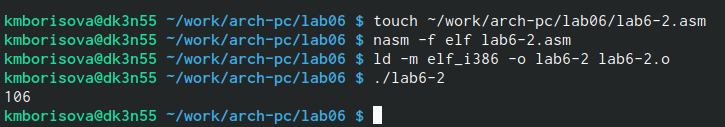 kmborisova@dk3n55 ~/work/arch-pc/lab06 $ touch ~/work/arch-pc/lab06/lab6-2.asm
kmborisova@dk3n55 ~/work/arch-pc/lab06 $ nasm -f elf lab6-2.asm
kmborisova@dk3n55 ~/work/arch-pc/lab06 $ ld -m elf_i386 -o lab6-2 lab6-2.o
kmborisova@dk3n55 ~/work/arch-pc/lab06 $ ./lab6-2
106
kmborisova@dk3n55 ~/work/arch-pc/lab06 $